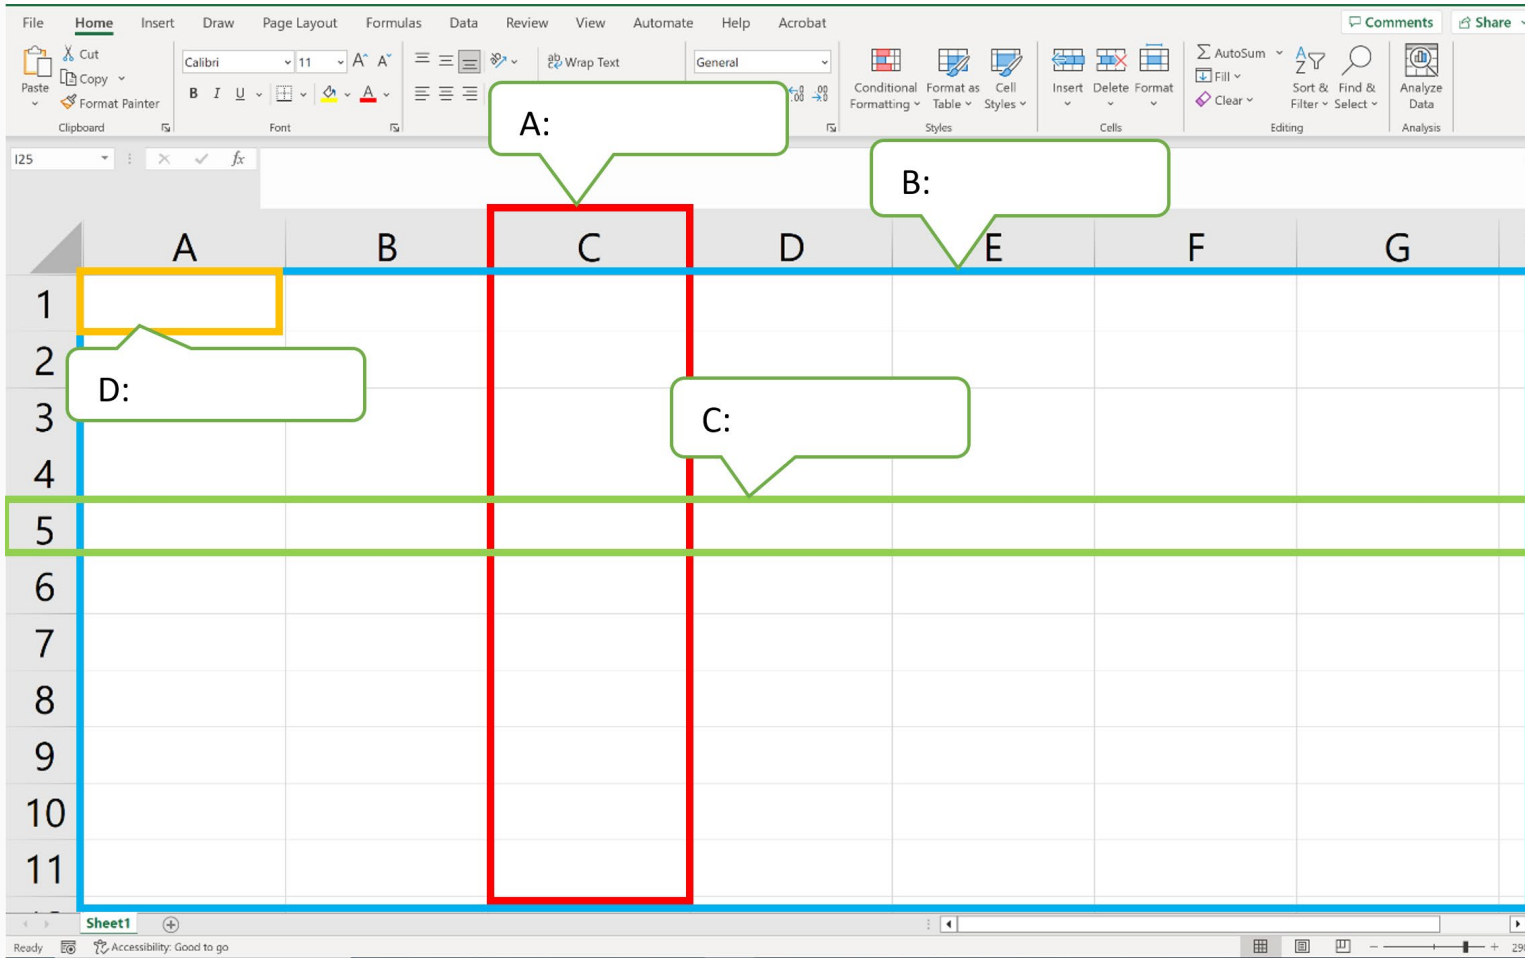 File Home Insert Draw Page Layout Formulas Data Review View Automate Help Acrobat Comments Share
Cut
Copy
Format Painter
Paste
Clipboard
Calibri 11 A^ A˅
B I U A
Font
ab Wrap Text
General
.00 .00
Conditional Formatting
Format as Table
Cell Styles
Styles
Insert Delete Format
Cells
AutoSum
Fill
Clear
Sort & Filter
Find & Select
Editing
Analyze Data
Analysis
I25 fx
A:
B:
A B C D E F G
1
2
D:
3
C:
4
5
6
7
8
9
10
11
Sheet1
Ready Accessibility: Good to go